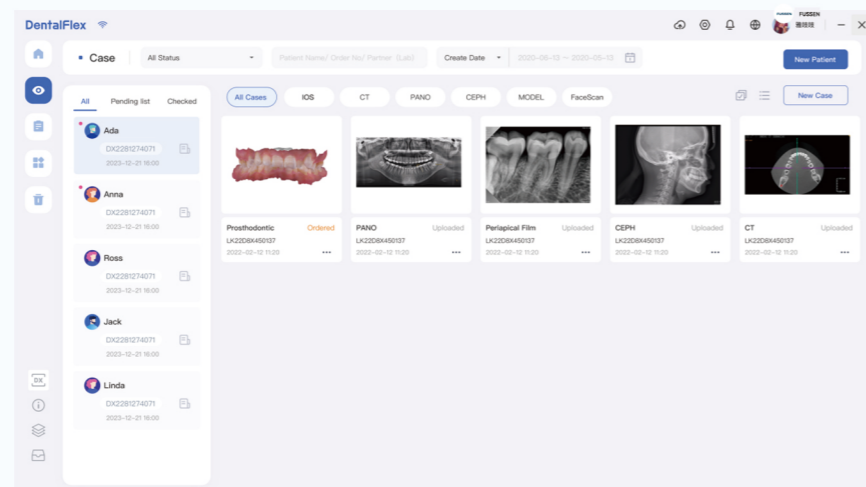 DentalFlex
FUSSEN
FUSSEN
Case
All Status
Patient Name/ Order No/ Partner (Lab)
Create Date
2020-06-13 ~ 2020-05-13
New Patient
All
Pending list
Checked
All Cases
IOS
CT
PANO
CEPH
MODEL
FaceScan
New Case
Ada
DX2281274071
2023-12-21 16:00
Anna
DX2281274071
2023-12-21 16:00
Ross
DX2281274071
2023-12-21 16:00
Jack
DX2281274071
2023-12-21 16:00
Linda
DX2281274071
2023-12-21 16:00
Prosthodontic
Ordered
LK22D8X450137
2022-02-12 11:20
PANO
Uploaded
LK22D8X450137
2022-02-12 11:20
Periapical Film
Uploaded
LK22D8X450137
2022-02-12 11:20
CEPH
Uploaded
LK22D8X450137
2022-02-12 11:20
CT
Uploaded
LK22D8X450137
2022-02-12 11:20
DX